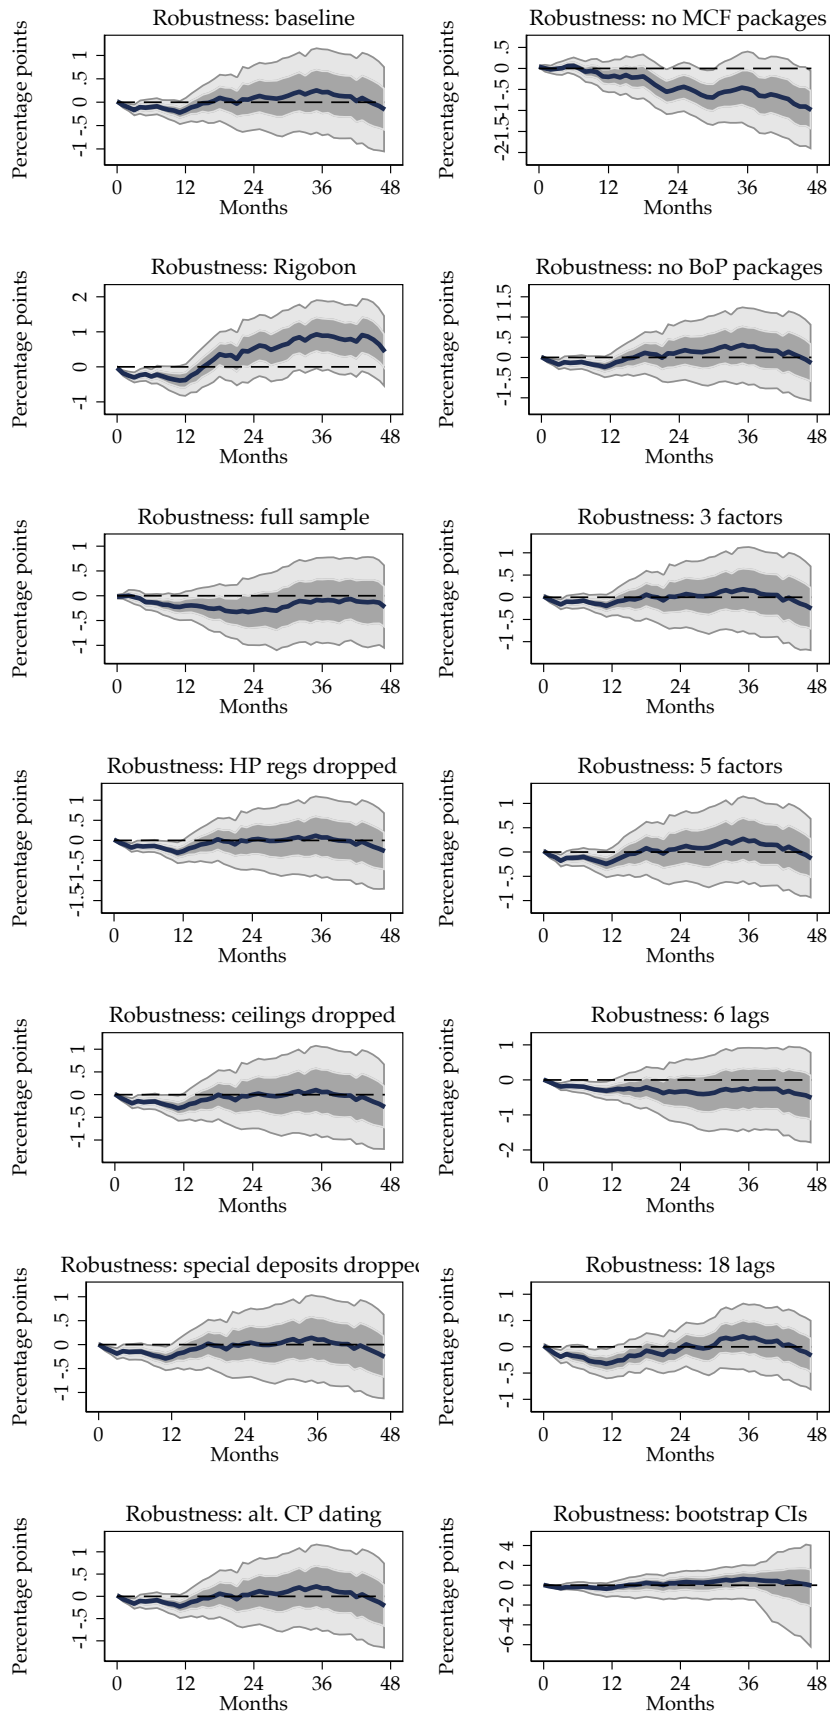 Robustness: baseline
Percentage points
-1 -.5 0 .5 1
0 12 24 36 48
Months
Robustness: no MCF packages
Percentage points
-2 -1.5 -1 -.5 0 .5
0 12 24 36 48
Months
Robustness: Rigobon
Percentage points
-1 0 1 2
0 12 24 36 48
Months
Robustness: no BoP packages
Percentage points
-1 -.5 0 .5 1 1.5
0 12 24 36 48
Months
Robustness: full sample
Percentage points
-1 -.5 0 .5 1
0 12 24 36 48
Months
Robustness: 3 factors
Percentage points
-1 -.5 0 .5 1
0 12 24 36 48
Months
Robustness: HP regs dropped
Percentage points
-1.5 -1 -.5 0 .5 1
0 12 24 36 48
Months
Robustness: 5 factors
Percentage points
-1 -.5 0 .5 1
0 12 24 36 48
Months
Robustness: ceilings dropped
Percentage points
-1 -.5 0 .5 1
0 12 24 36 48
Months
Robustness: 6 lags
Percentage points
-2 -1 0 1
0 12 24 36 48
Months
Robustness: special deposits droppe
Percentage points
-1 -.5 0 .5 1
0 12 24 36 48
Months
Robustness: 18 lags
Percentage points
-1 -.5 0 .5 1
0 12 24 36 48
Months
Robustness: alt. CP dating
Percentage points
-1 -.5 0 .5 1
0 12 24 36 48
Months
Robustness: bootstrap CIs
Percentage points
-6 -4 -2 0 2 4
0 12 24 36 48
Months